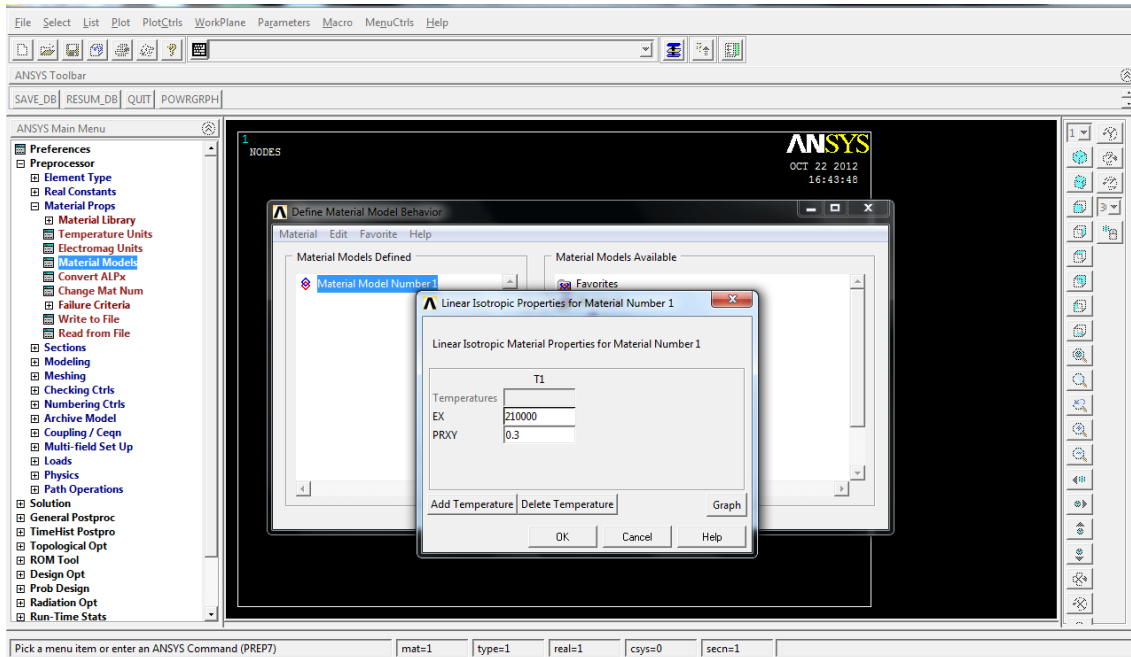 File Select List Plot PlotCtrls WorkPlane Parameters Macro MenuCtrls Help
ANSYS Toolbar
SAVE_DB RESUM_DB QUIT POWRGRPH
ANSYS Main Menu
Preferences
Preprocessor
Element Type
Real Constants
Material Props
Material Library
Temperature Units
Electromag Units
Material Models
Convert ALPx
Change Mat Num
Failure Criteria
Write to File
Read from File
Sections
Modeling
Meshing
Checking Ctrls
Numbering Ctrls
Archive Model
Coupling / Ceqn
Multi-field Set Up
Loads
Physics
Path Operations
Solution
General Postproc
TimeHist Postpro
Topological Opt
ROM Tool
Design Opt
Prob Design
Radiation Opt
Run-Time Stats
1
NODES
ANSYS
OCT 22 2012
16:43:48
Define Material Model Behavior
Material Edit Favorite Help
Material Models Defined
Material Models Available
Material Model Number 1
Favorites
Linear Isotropic Properties for Material Number 1
Linear Isotropic Material Properties for Material Number 1
T1
Temperatures
EX 210000
PRXY 0.3
Add Temperature Delete Temperature Graph
OK Cancel Help
1
Pick a menu item or enter an ANSYS Command (PREP7) mat=1 type=1 real=1 csys=0 secn=1